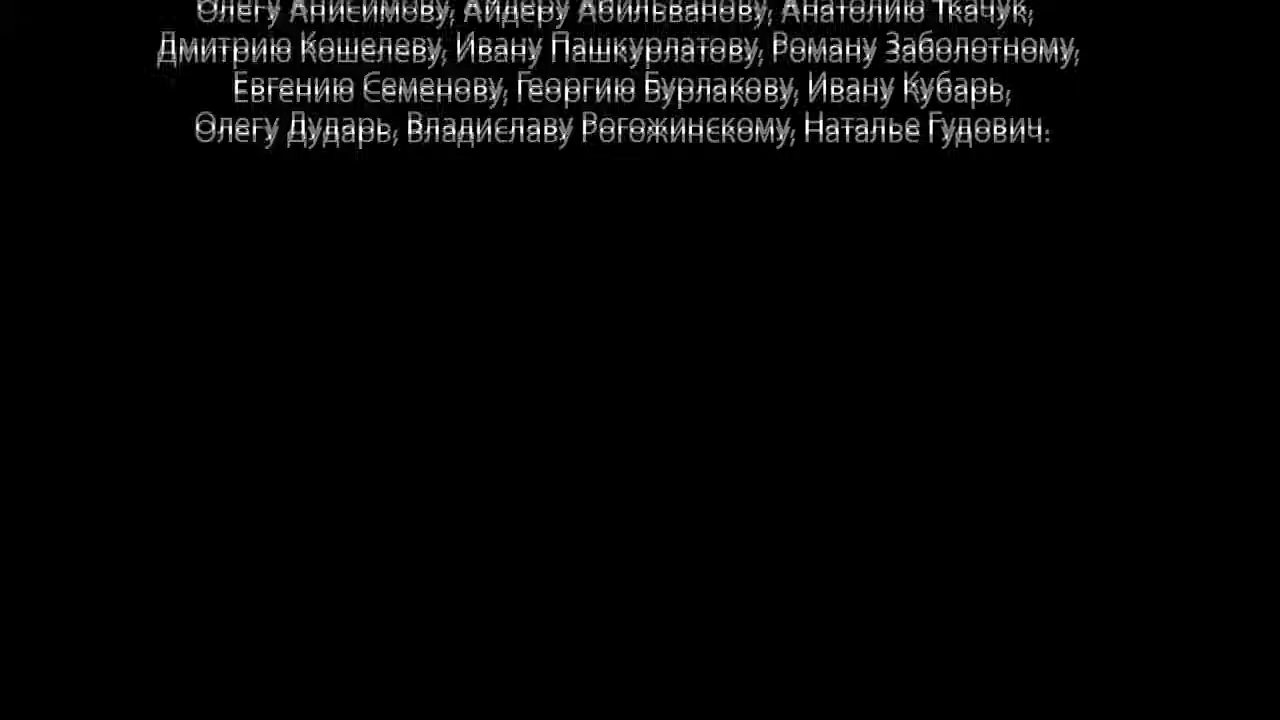 Олегу Анисимову, Айдеру Абильвапову, Анатолию Ткачук,
Дмитрию Кошелеву, Ивану Пашкурлатову, Роману Заболотному,
Евгению Семенову, Георгию Бурлакову, Ивану Кубарь,
Олегу Дударь, Владиславу Рогожинскому, Наталье Гудович.